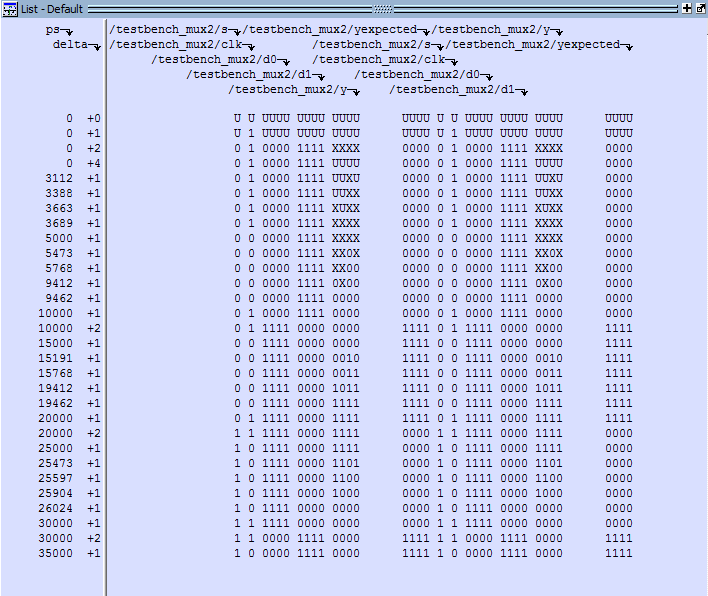 List - Default
ps /testbench_mux2/s /testbench_mux2/yexpected /testbench_mux2/y
delta /testbench_mux2/clk /testbench_mux2/s /testbench_mux2/yexpected
/testbench_mux2/d0 /testbench_mux2/clk
/testbench_mux2/d1 /testbench_mux2/d0
/testbench_mux2/y /testbench_mux2/d1
0 +0 U U UUUU UUUU UUUU UUUU U U UUUU UUUU UUUU UUUU
0 +1 U 1 0000 1111 UUUU UUUU U 1 0000 1111 UUUU UUUU
0 +2 0 1 0000 1111 XXXX 0000 0 1 0000 1111 XXXX 0000
0 +4 0 1 0000 1111 UUUU 0000 0 1 0000 1111 UUUU 0000
3112 +1 0 1 0000 1111 UUXU 0000 0 1 0000 1111 UUXU 0000
3388 +1 0 1 0000 1111 UUXX 0000 0 1 0000 1111 UUXX 0000
3663 +1 0 1 0000 1111 XUXX 0000 0 1 0000 1111 XUXX 0000
3689 +1 0 1 0000 1111 XXXX 0000 0 1 0000 1111 XXXX 0000
5000 +1 0 0 0000 1111 XXXX 0000 0 0 0000 1111 XXXX 0000
5473 +1 0 0 0000 1111 XX0X 0000 0 0 0000 1111 XX0X 0000
5768 +1 0 0 0000 1111 XX00 0000 0 0 0000 1111 XX00 0000
9412 +1 0 0 0000 1111 0X00 0000 0 0 0000 1111 0X00 0000
9462 +1 0 0 0000 1111 0000 0000 0 0 0000 1111 0000 0000
10000 +1 0 1 0000 1111 0000 0000 0 1 0000 1111 0000 0000
10000 +2 0 1 1111 0000 0000 1111 0 1 1111 0000 0000 1111
15000 +1 0 0 1111 0000 0000 1111 0 0 1111 0000 0000 1111
15191 +1 0 0 1111 0000 0010 1111 0 0 1111 0000 0010 1111
15768 +1 0 0 1111 0000 0011 1111 0 0 1111 0000 0011 1111
19412 +1 0 0 1111 0000 1011 1111 0 0 1111 0000 1011 1111
19462 +1 0 0 1111 0000 1111 1111 0 0 1111 0000 1111 1111
20000 +1 0 1 1111 0000 1111 1111 0 1 1111 0000 1111 1111
20000 +2 1 1 1111 0000 1111 0000 1 1 1111 0000 1111 0000
25000 +1 1 0 1111 0000 1111 0000 1 0 1111 0000 1111 0000
25473 +1 1 0 1111 0000 1101 0000 1 0 1111 0000 1101 0000
25597 +1 1 0 1111 0000 1100 0000 1 0 1111 0000 1100 0000
25904 +1 1 0 1111 0000 1000 0000 1 0 1111 0000 1000 0000
26024 +1 1 0 1111 0000 0000 0000 1 0 1111 0000 0000 0000
30000 +1 1 1 1111 0000 0000 0000 1 1 1111 0000 0000 0000
30000 +2 1 1 0000 1111 0000 1111 1 1 0000 1111 0000 1111
35000 +1 1 0 0000 1111 0000 1111 1 0 0000 1111 0000 1111